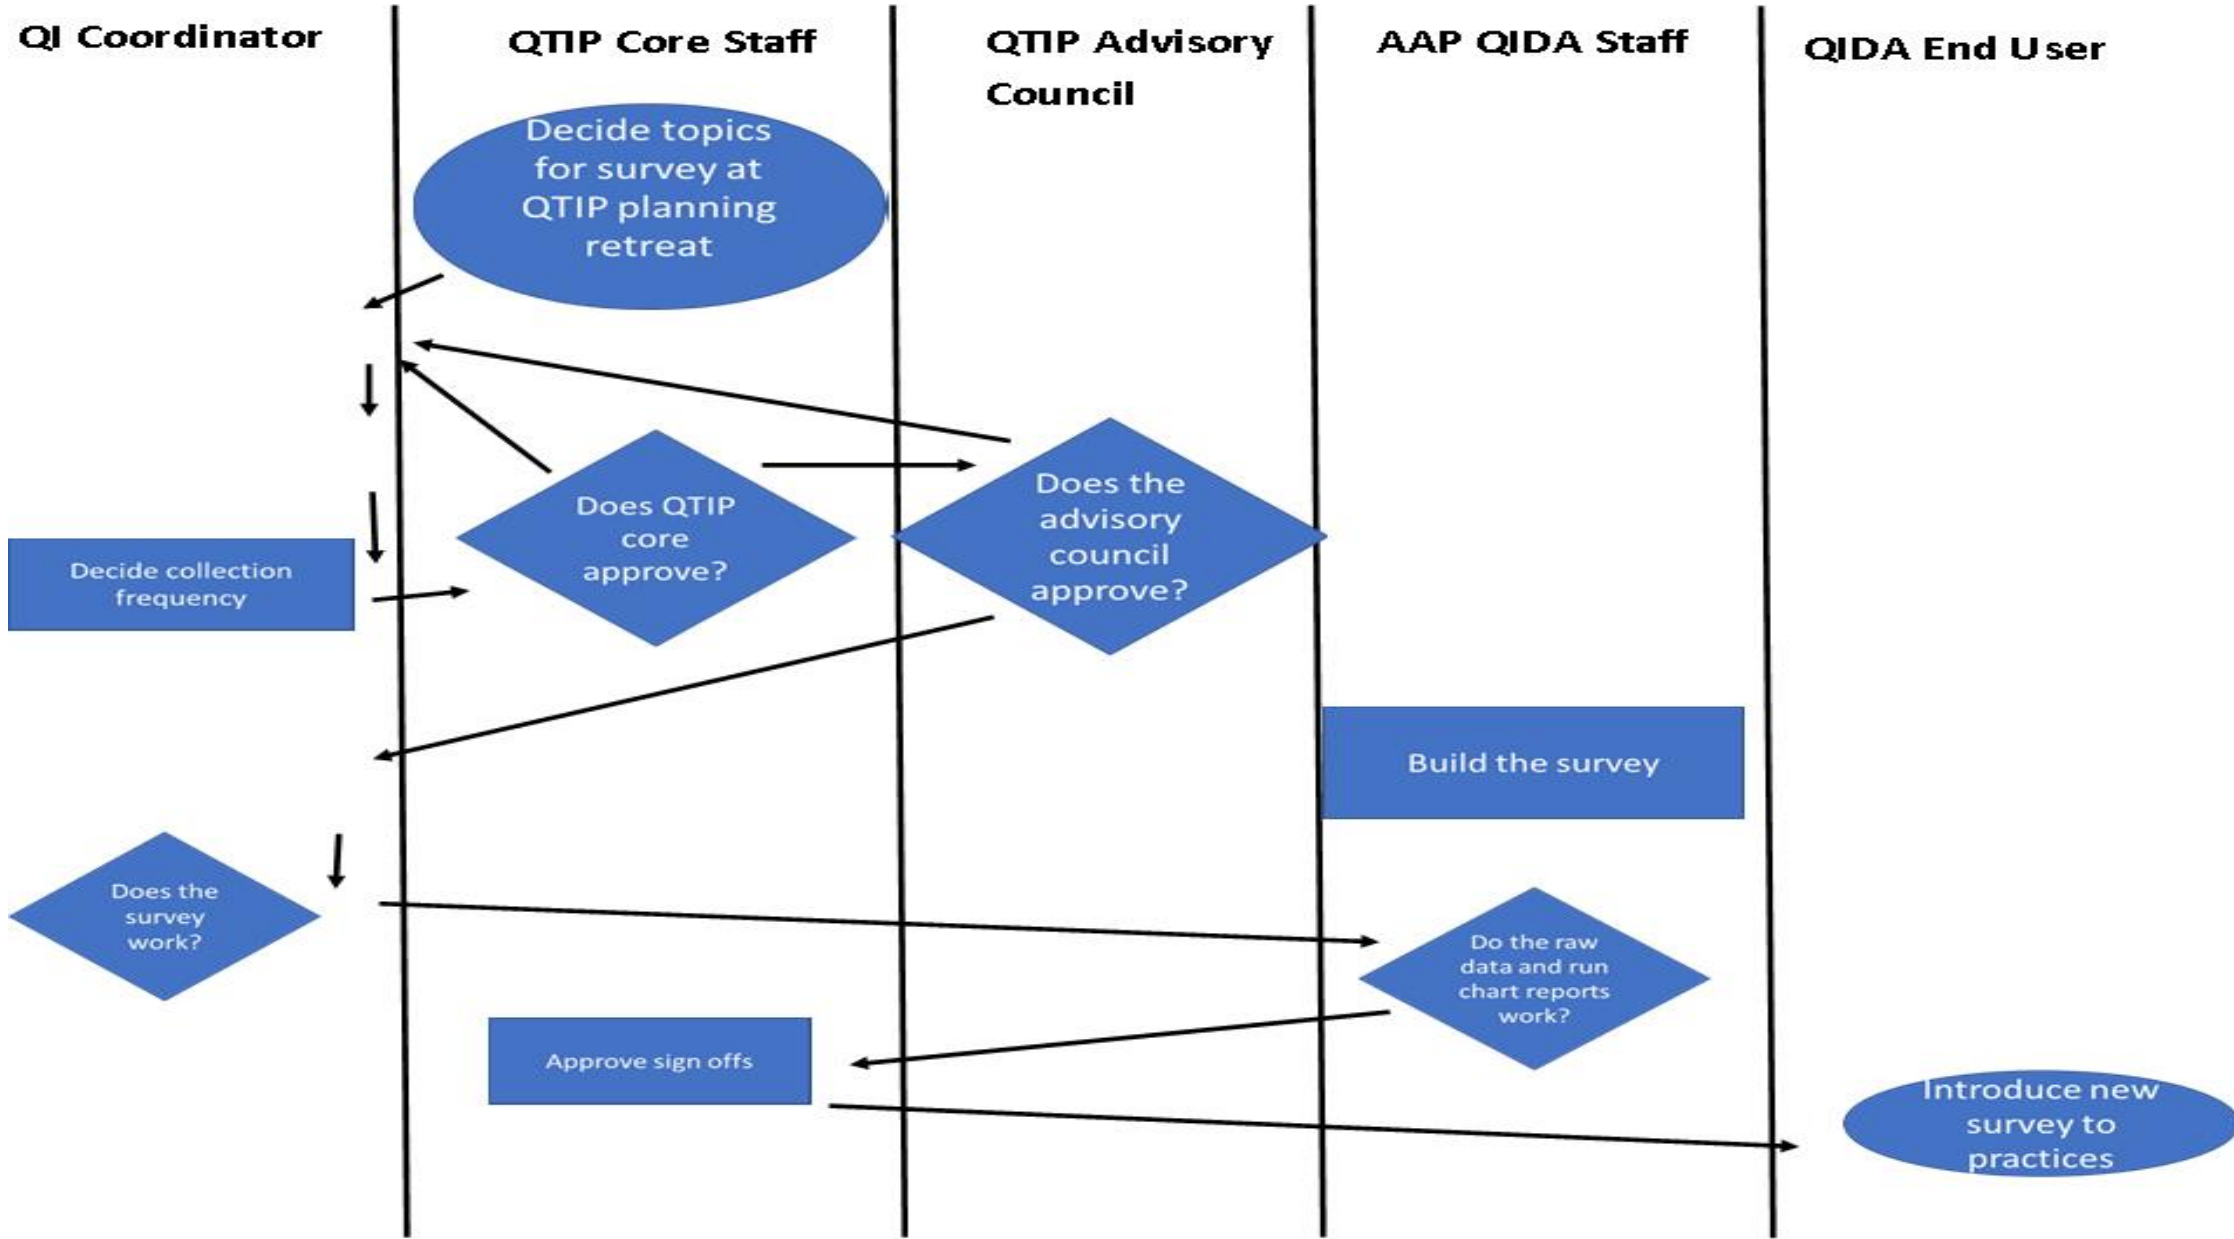 QI Coordinator
QTIP Core Staff
QTIP Advisory
Council
AAP QIDA Staff
QIDA End User
Decide topics
for survey at
QTIP planning
retreat
Does QTIP
core
approve?
Does the
advisory
council
approve?
Decide collection
frequency
Build the survey
Does the
survey
work?
Do the raw
data and run
chart reports
work?
Approve sign offs
Introduce new
survey to
practices